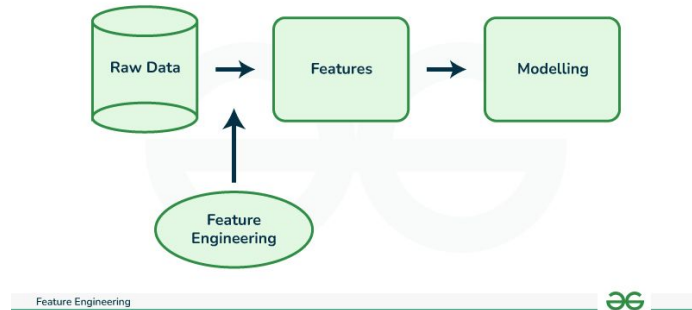 Raw Data
Features
Modelling
Feature
Engineering
Feature Engineering